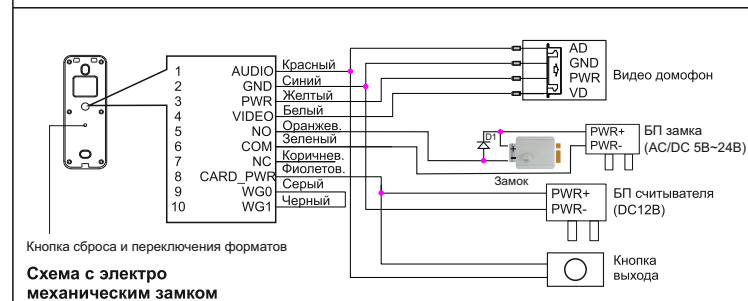 1 AUDIO Красный
2 GND Синий
3 PWR Желтый
4 VIDEO Белый
5 NO Оранжев.
6 COM Зеленый
7 NC Коричнев.
8 CARD_PWR Фиолетов.
9 WG0 Серый
10 WG1 Черный
AD
GND
PWR
VD
Видео домофон
D1
+
-
Замок
PWR+
PWR-
БП замка
(AC/DC 5В~24В)
PWR+
PWR-
БП считывателя
(DC12В)
Кнопка
выхода
Кнопка сброса и переключения форматов
Схема с электро
механическим замком